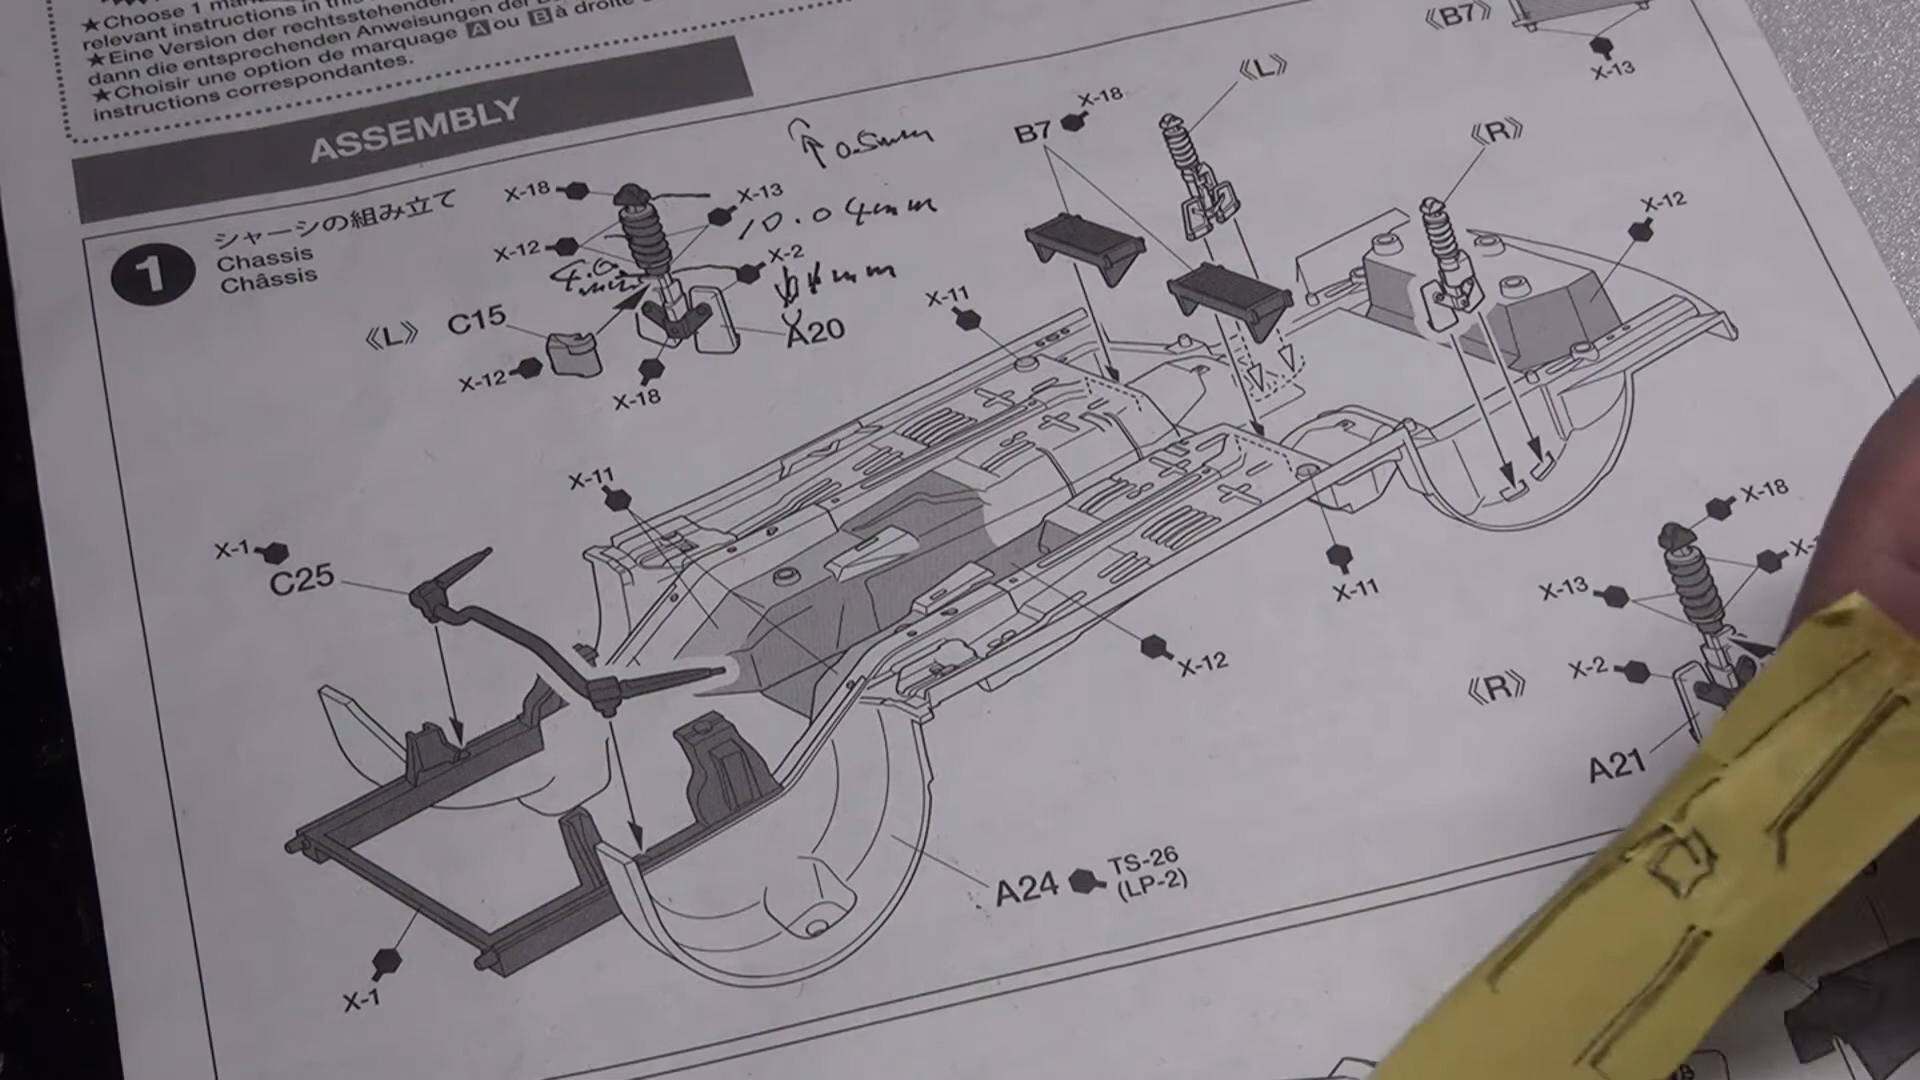 ★Choose 1
relevant instructions in
★Eine Version der rechtsstehenden
dann die entsprechenden Anweisungen der
★Choisir une option de marquage A ou B à droite
instructions correspondantes.
ASSEMBLY
1
シャーシの組み立て
Chassis
Châssis
X-18
X-13
X-12
X-2
《L》
C15
X-12
X-18
A20
0.5mm
10.04mm
mm
B7
X-18
《L》
《R》
X-12
《B7》
X-13
X-11
X-11
X-1
C25
X-11
X-12
X-18
X-13
X-2
《R》
A21
A24
TS-26
(LP-2)
X-1